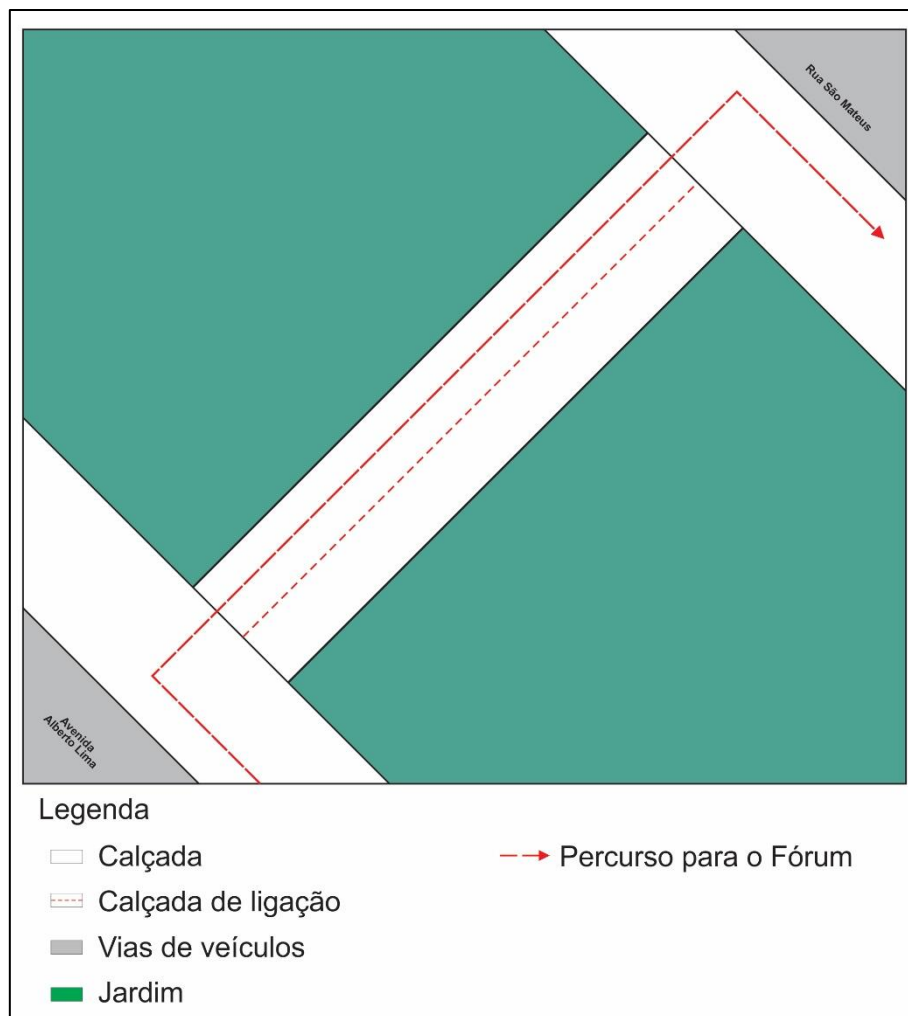 Rua São Mateus
Avenida
Alberto Lima
Legenda
Calçada
Percurso para o Fórum
Calçada de ligação
Vias de veículos
Jardim